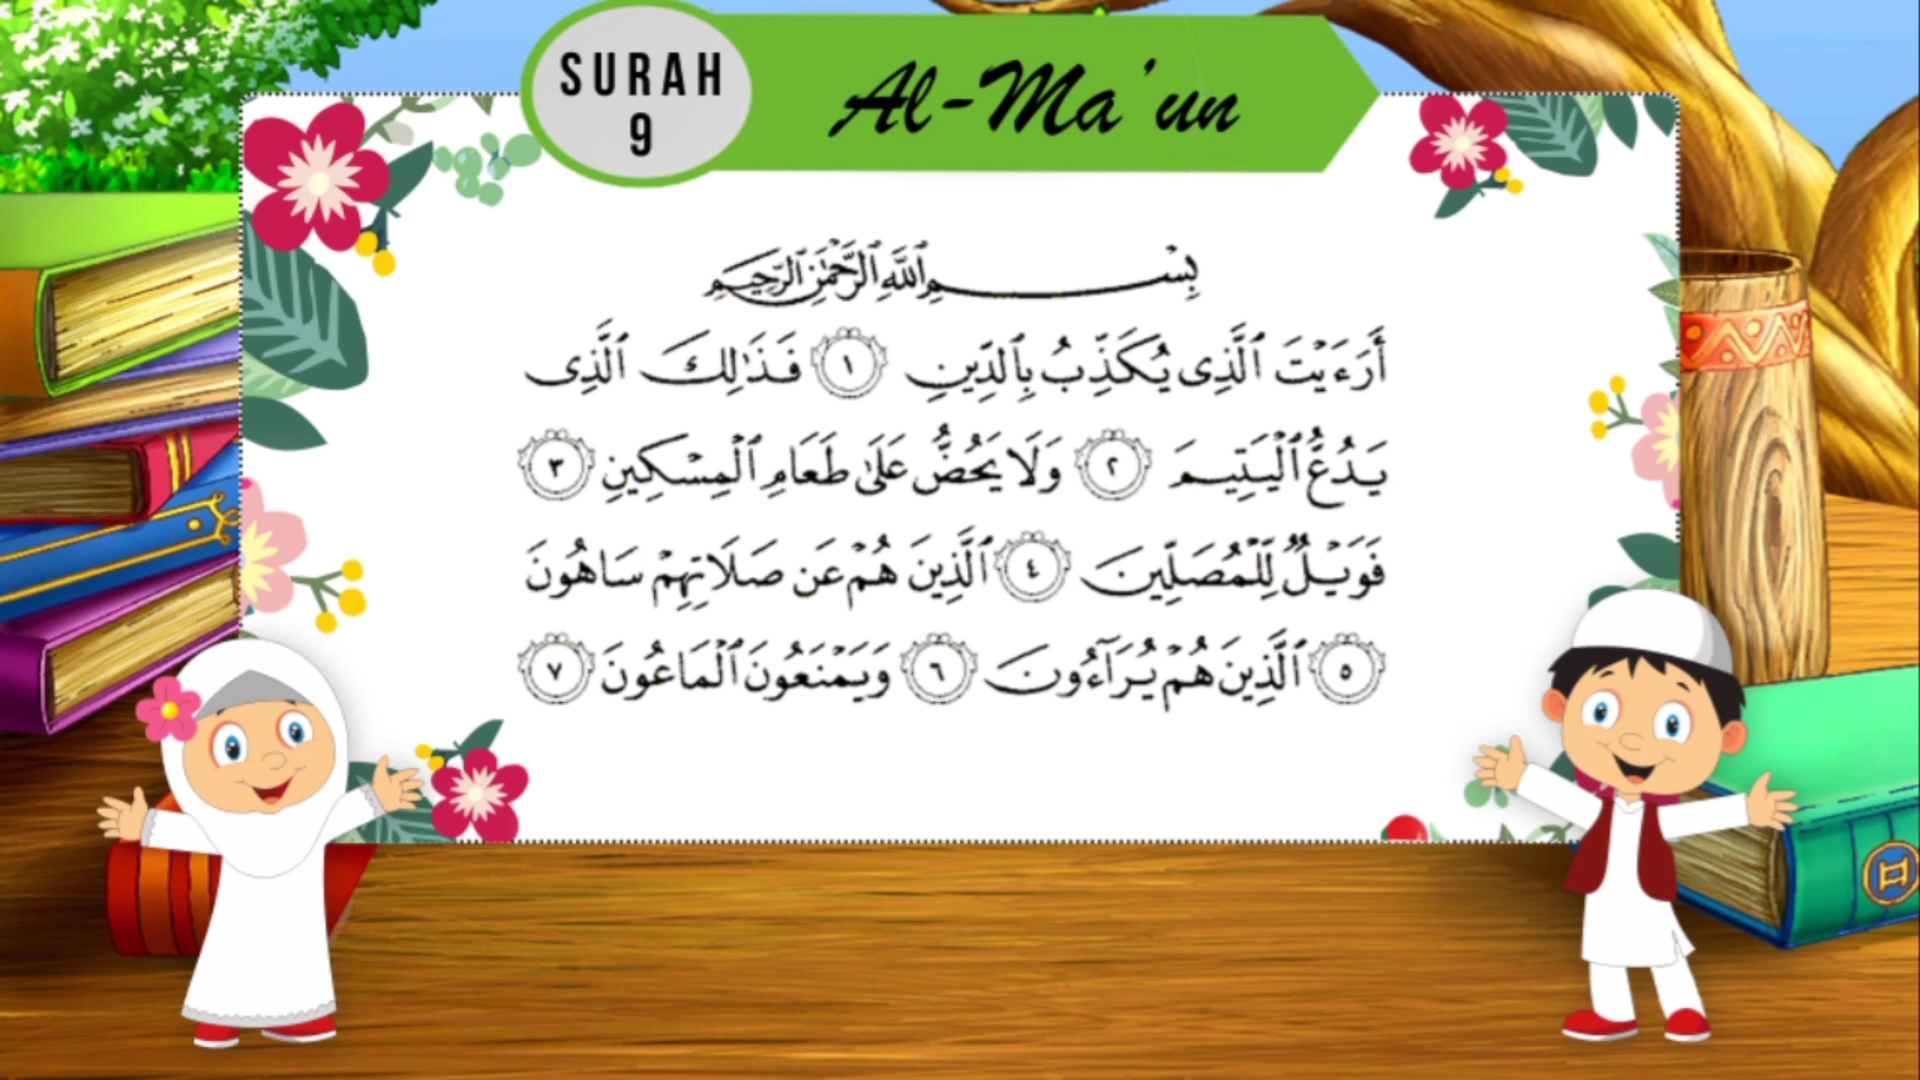 SURAH
9
Al-Ma'un
بِسْمِ ٱللَّهِ ٱلرَّحْمَٰنِ ٱلرَّحِيمِ
أَرَءَيْتَ ٱلَّذِى يُكَذِّبُ بِٱلدِّينِ ١ فَذَٰلِكَ ٱلَّذِى
يَدُعُّ ٱلْيَتِيمَ ٢ وَلَا يَحُضُّ عَلَىٰ طَعَامِ ٱلْمِسْكِينِ ٣
فَوَيْلٌ لِّلْمُصَلِّينَ ٤ ٱلَّذِينَ هُمْ عَن صَلَاتِهِمْ سَاهُونَ
٥ ٱلَّذِينَ هُمْ يُرَآءُونَ ٦ وَيَمْنَعُونَ ٱلْمَاعُونَ ٧